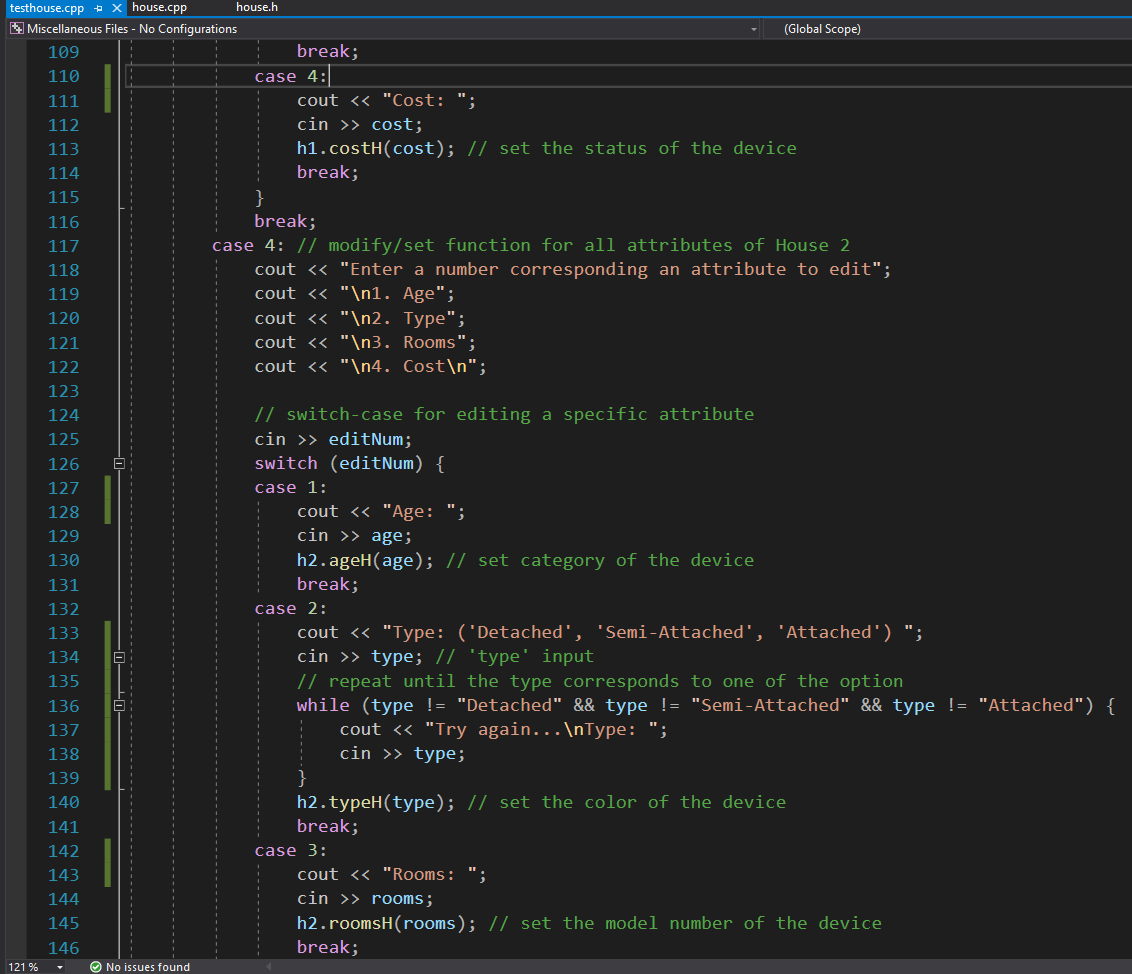 testhouse.cpp house.cpp house.h
Miscellaneous Files - No Configurations (Global Scope)
109 break;
110 case 4:
111 cout << "Cost: ";
112 cin >> cost;
113 h1.costH(cost); // set the status of the device
114 break;
115 }
116 break;
117 case 4: // modify/set function for all attributes of House 2
118 cout << "Enter a number corresponding an attribute to edit";
119 cout << "\n1. Age";
120 cout << "\n2. Type";
121 cout << "\n3. Rooms";
122 cout << "\n4. Cost\n";
123
124 // switch-case for editing a specific attribute
125 cin >> editNum;
126 switch (editNum) {
127 case 1:
128 cout << "Age: ";
129 cin >> age;
130 h2.ageH(age); // set category of the device
131 break;
132 case 2:
133 cout << "Type: ('Detached', 'Semi-Attached', 'Attached') ";
134 cin >> type; // 'type' input
135 // repeat until the type corresponds to one of the option
136 while (type != "Detached" && type != "Semi-Attached" && type != "Attached") {
137 cout << "Try again...\nType: ";
138 cin >> type;
139 }
140 h2.typeH(type); // set the color of the device
141 break;
142 case 3:
143 cout << "Rooms: ";
144 cin >> rooms;
145 h2.roomsH(rooms); // set the model number of the device
146 break;
121 % No issues found